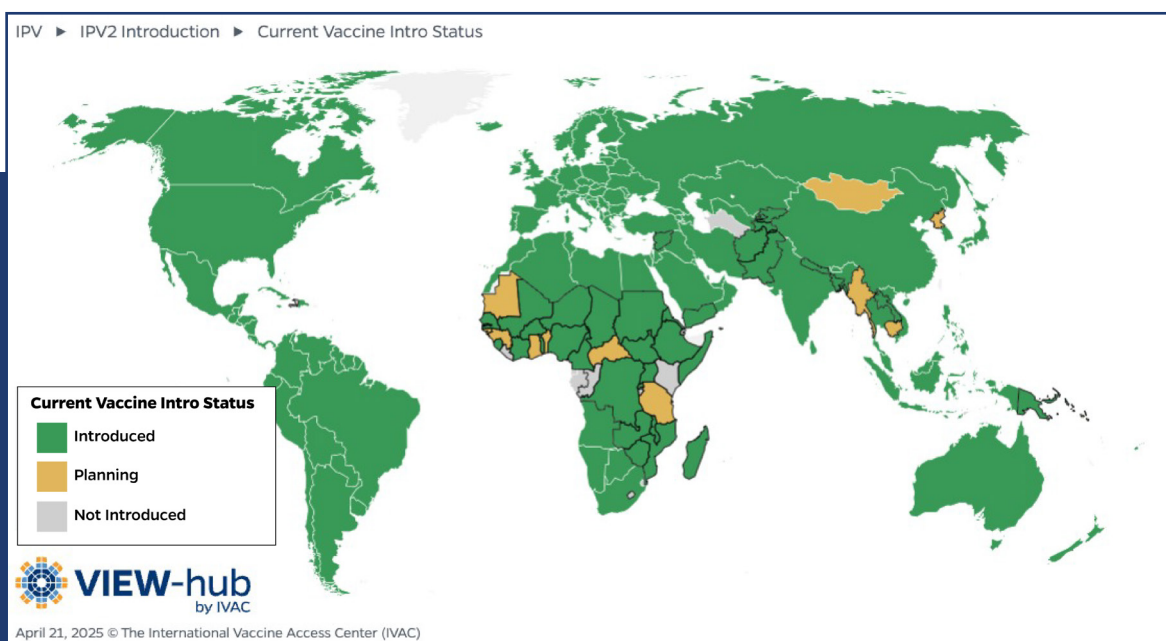 IPV ▶ IPV2 Introduction ▶ Current Vaccine Intro Status
Current Vaccine Intro Status
Introduced
Planning
Not Introduced
VIEW-hub
by IVAC
April 21, 2025 © The International Vaccine Access Center (IVAC)